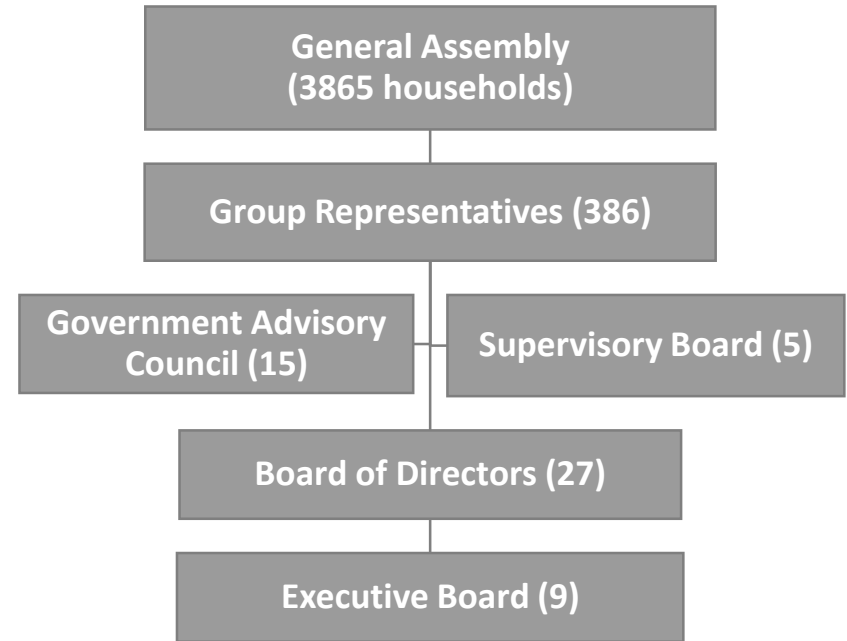 General Assembly
(3865 households)
Group Representatives (386)
Government Advisory
Council (15)
Supervisory Board (5)
Board of Directors (27)
Executive Board (9)